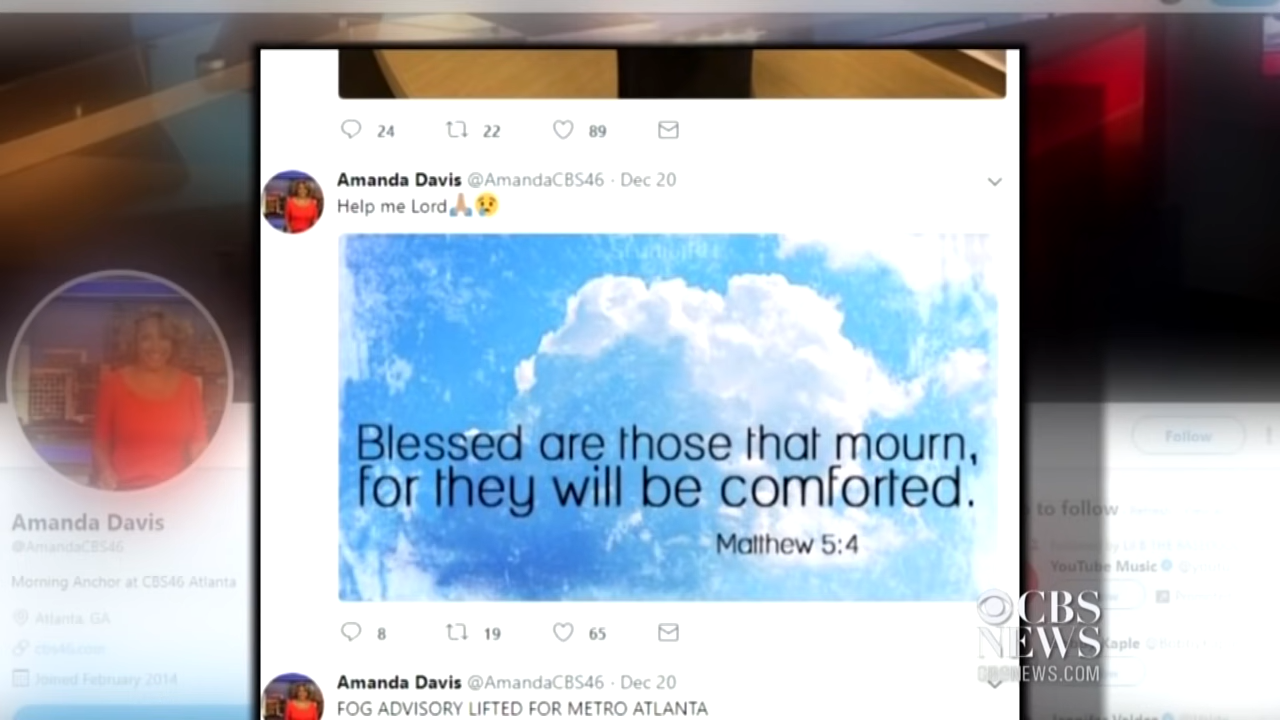 24 22 89
Amanda Davis @AmandaCBS46 · Dec 20
Help me Lord🙏🏽😢
Blessed are those that mourn,
for they will be comforted.
Matthew 5:4
8 19 65
Amanda Davis @AmandaCBS46 · Dec 20
FOG ADVISORY LIFTED FOR METRO ATLANTA
Amanda Davis
@AmandaCBS46
Morning Anchor at CBS46 Atlanta
Atlanta, GA
cbs46.com
Joined February 2014
Follow
to follow
YouTube Music
Kaple
CBS
NEWS
CBSNEWS.COM